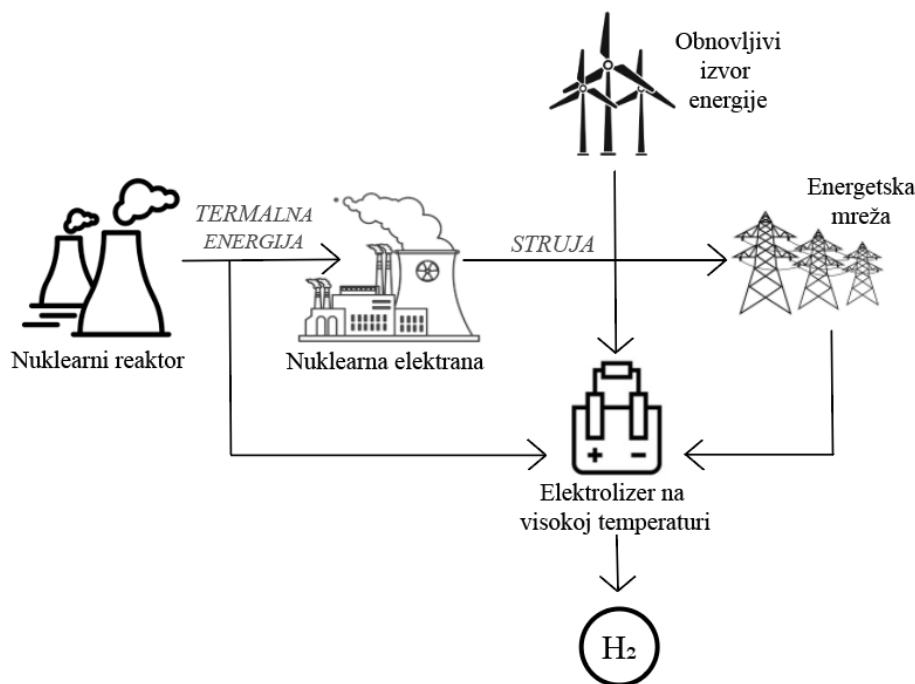 Obnovljivi
izvor
energije
TERMALNA
ENERGIJA
STRUJA
Energetska
mreža
Nuklearni reaktor
Nuklearna elektrana
+ −
Elektrolizer na
visokoj temperaturi
H₂